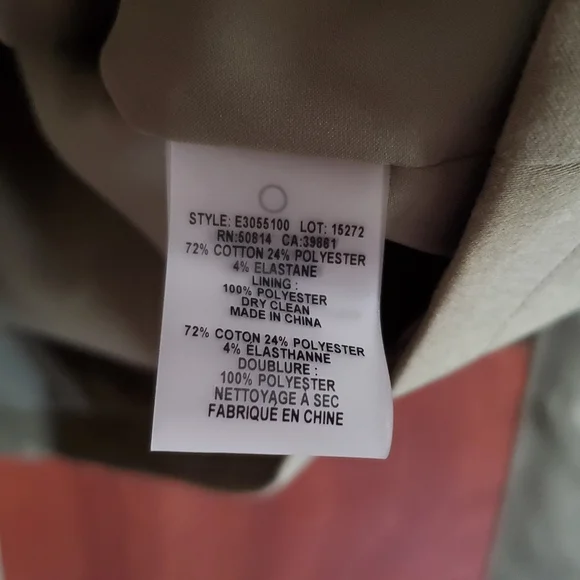 STYLE: E3055100 LOT: 15272
RN:50814 CA:39881
72% COTTON 24% POLYESTER
4% ELASTANE
LINING :
100% POLYESTER
DRY CLEAN
MADE IN CHINA
72% COTON 24% POLYESTER
4% ÉLASTHANNE
DOUBLURE :
100% POLYESTER
NETTOYAGE À SEC
FABRIQUÉ EN CHINE